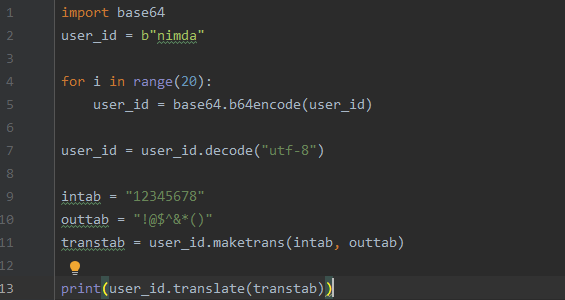 1 import base64
2 user_id = b"nimda"
3
4 for i in range(20):
5     user_id = base64.b64encode(user_id)
6
7 user_id = user_id.decode("utf-8")
8
9 intab = "12345678"
10 outtab = "!@$^&*()"
11 transtab = user_id.maketrans(intab, outtab)
12
13 print(user_id.translate(transtab))